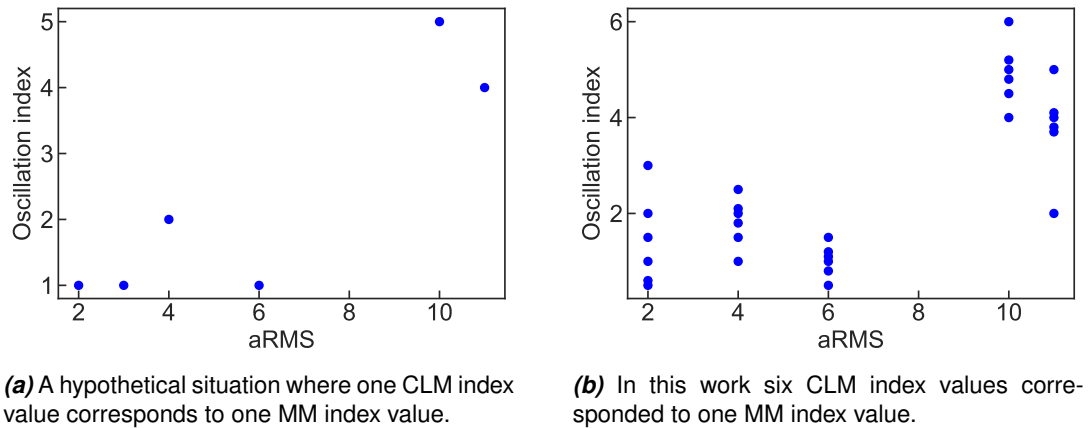 5
4
3
2
1
Oscillation index
2
4
6
8
10
aRMS
(a) A hypothetical situation where one CLM index
value corresponds to one MM index value.
6
4
2
Oscillation index
2
4
6
8
10
aRMS
(b) In this work six CLM index values corre-
sponded to one MM index value.